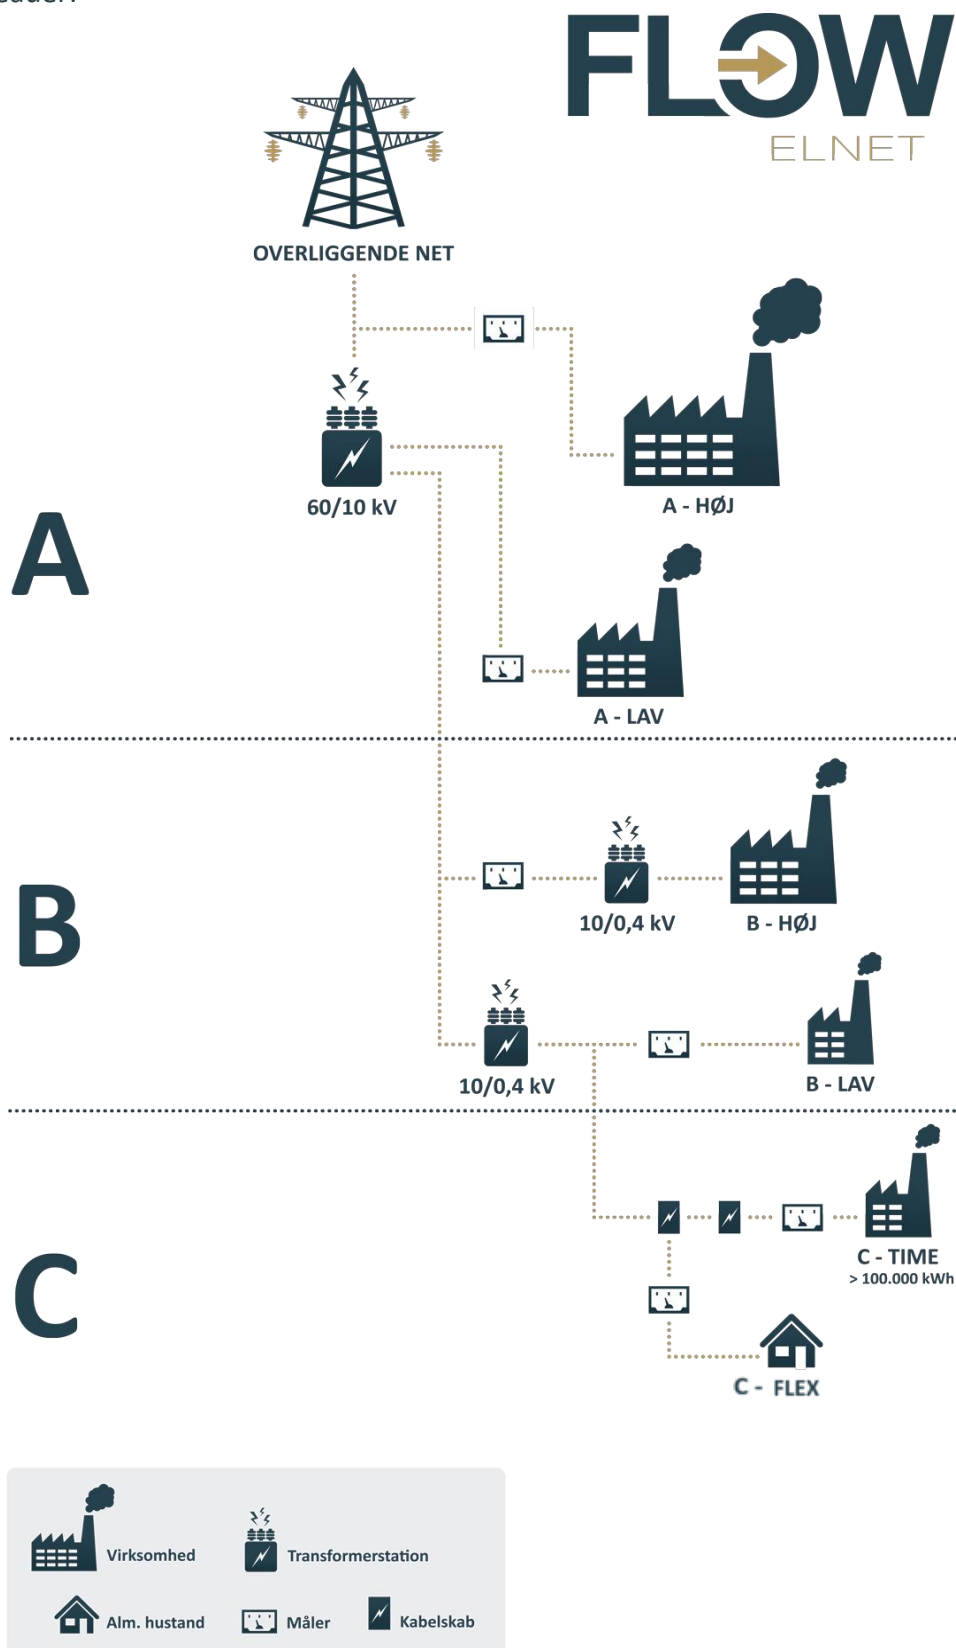 FLOW
ELNET
OVERLIGGENDE NET
60/10 kV
A - HØJ
A
A - LAV
B
10/0,4 kV
B - HØJ
10/0,4 kV
B - LAV
C
C - TIME
> 100.000 kWh
C - FLEX
Virksomhed
Transformerstation
Alm. hustand
Måler
Kabelskab